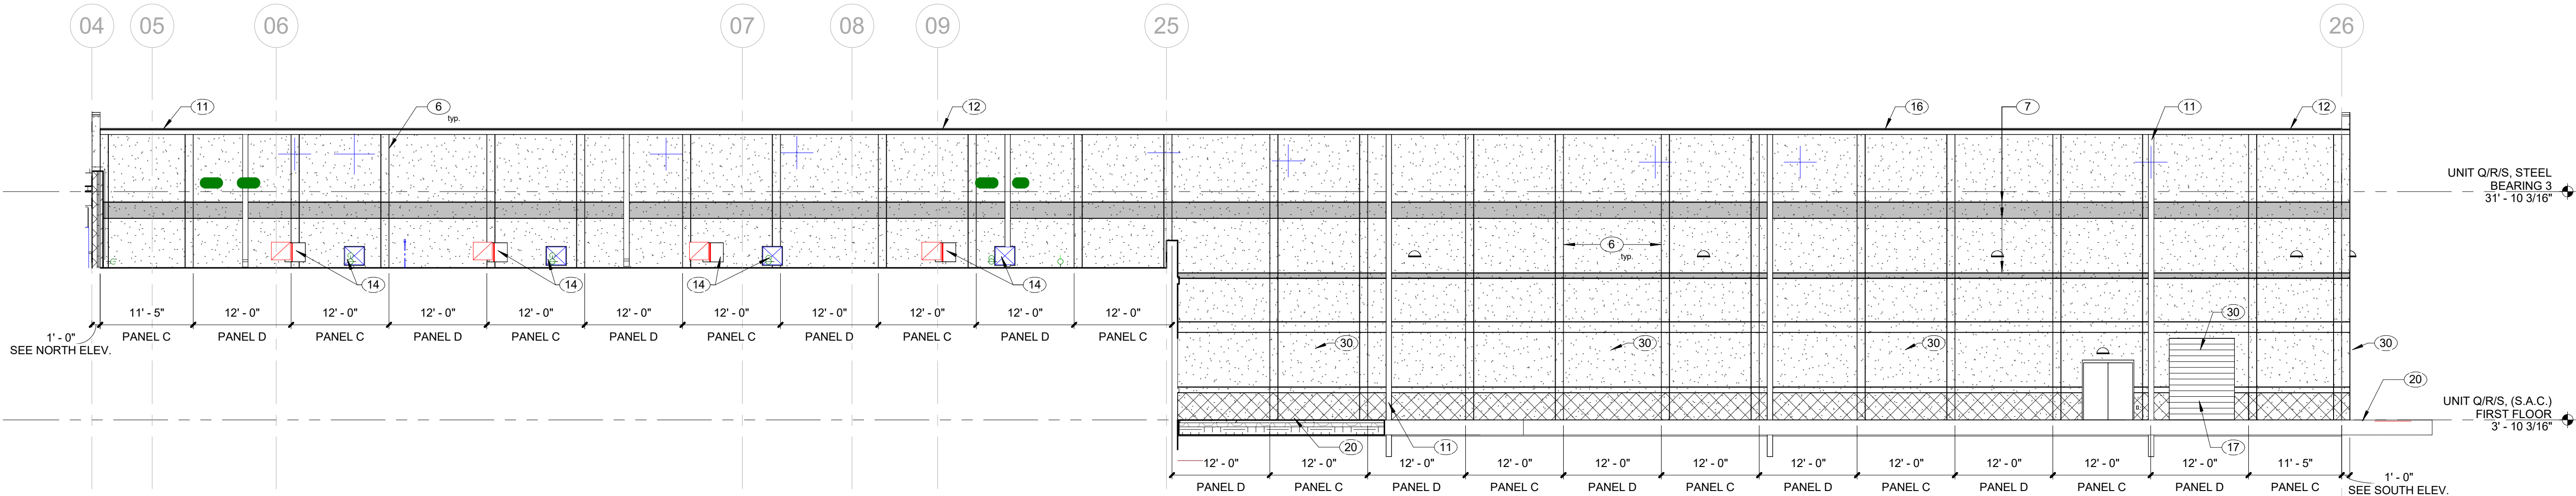 04 05 06 07 08 09 25 26
11 6 12 16 7 11 12
typ.
UNIT Q/R/S, STEEL
BEARING 3
31' - 10 3/16"
6
typ.
14 14 14 14
11' - 5" 12' - 0" 12' - 0" 12' - 0" 12' - 0" 12' - 0" 12' - 0" 12' - 0" 12' - 0" 12' - 0" 12' - 0"
PANEL C PANEL D PANEL C PANEL D PANEL C PANEL D PANEL C PANEL D PANEL C PANEL D PANEL C
1' - 0"
SEE NORTH ELEV.
30
30 30 30 30
20
UNIT Q/R/S, (S.A.C.)
FIRST FLOOR
3' - 10 3/16"
20 11 17
12' - 0" 12' - 0" 12' - 0" 12' - 0" 12' - 0" 12' - 0" 12' - 0" 12' - 0" 12' - 0" 12' - 0" 12' - 0" 11' - 5"
PANEL D PANEL C PANEL D PANEL C PANEL D PANEL C PANEL D PANEL C PANEL D PANEL C PANEL D PANEL C
1' - 0"
SEE SOUTH ELEV.